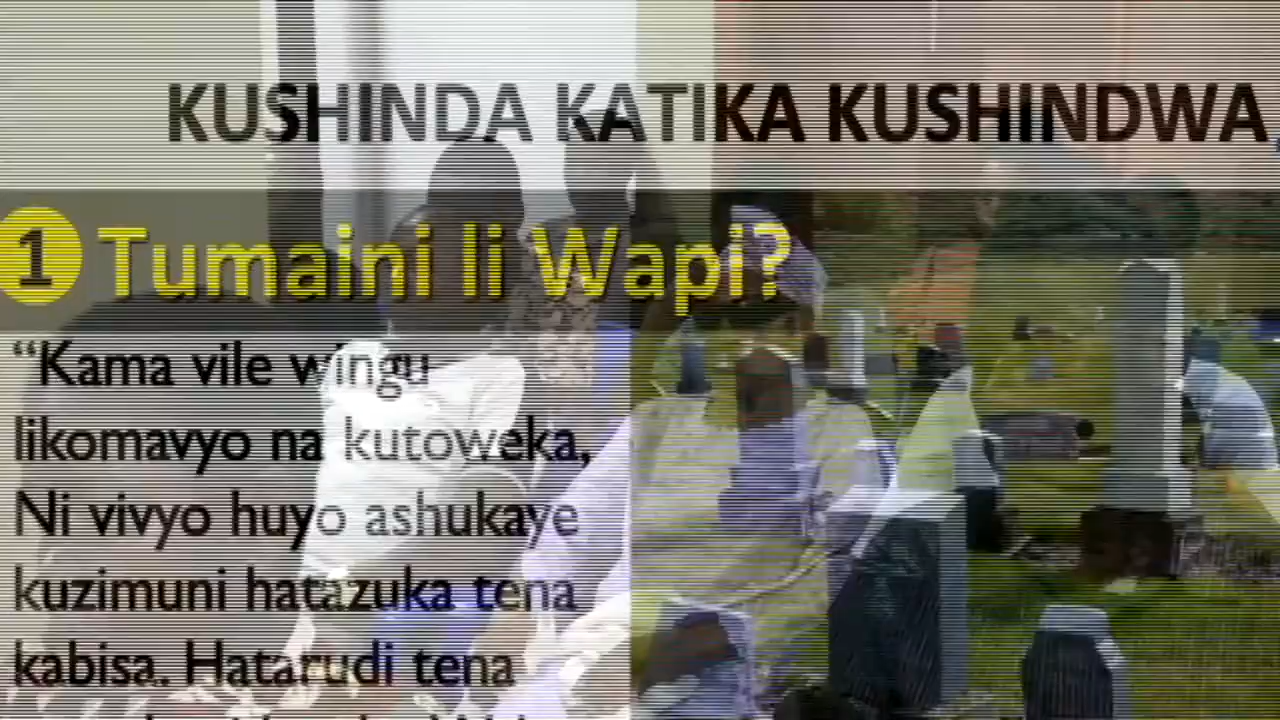 KUSHINDA KATIKA KUSHINDWA
1 Tumaini li Wapi?
“Kama vile wingu
likomavyo na kutoweka,
Ni vivyo huyo ashukaye
kuzimuni hatazuka tena
kabisa. Hatarudi tena